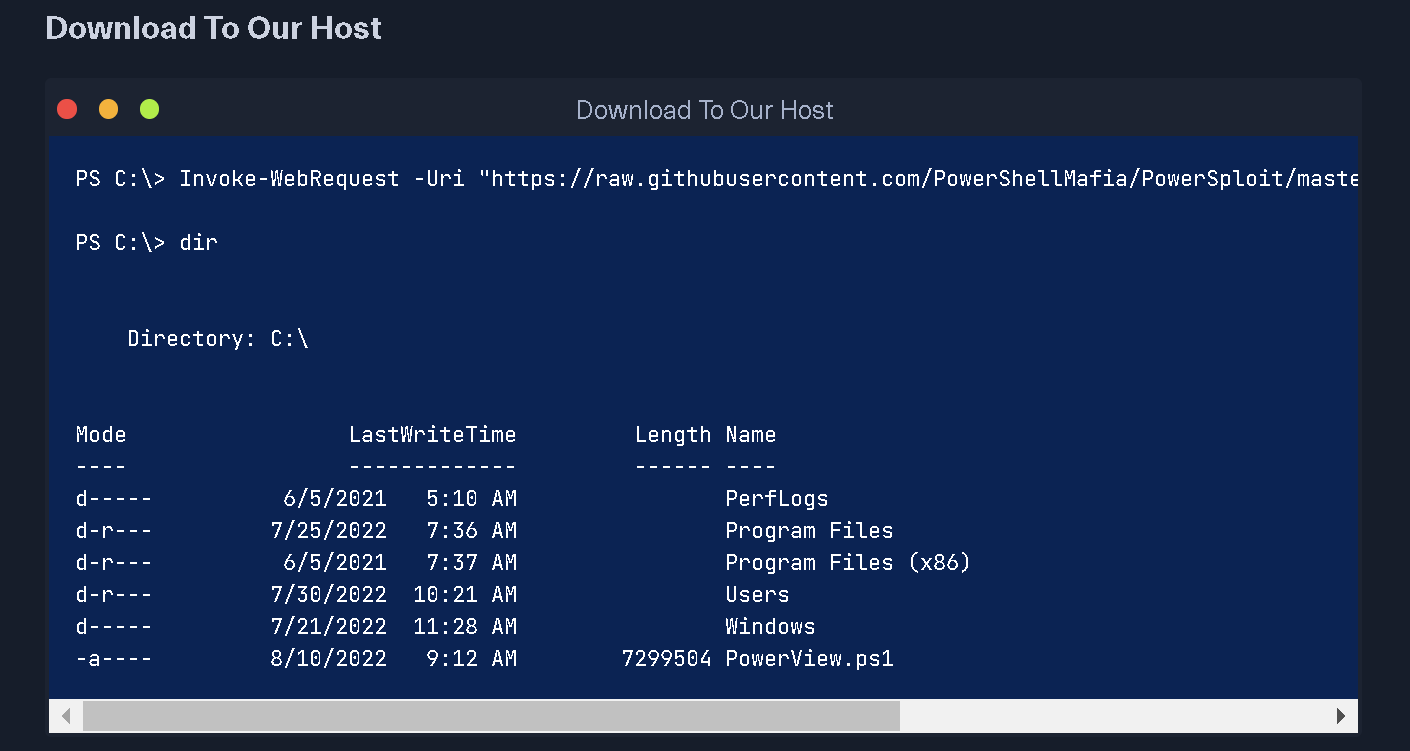 Download To Our Host
Download To Our Host
PS C:\> Invoke-WebRequest -Uri "https://raw.githubusercontent.com/PowerShellMafia/PowerSploit/maste
PS C:\> dir
Directory: C:\
Mode LastWriteTime Length Name
---- ------------- ------ ----
d----- 6/5/2021 5:10 AM PerfLogs
d-r--- 7/25/2022 7:36 AM Program Files
d-r--- 6/5/2021 7:37 AM Program Files (x86)
d-r--- 7/30/2022 10:21 AM Users
d----- 7/21/2022 11:28 AM Windows
-a---- 8/10/2022 9:12 AM 7299504 PowerView.ps1